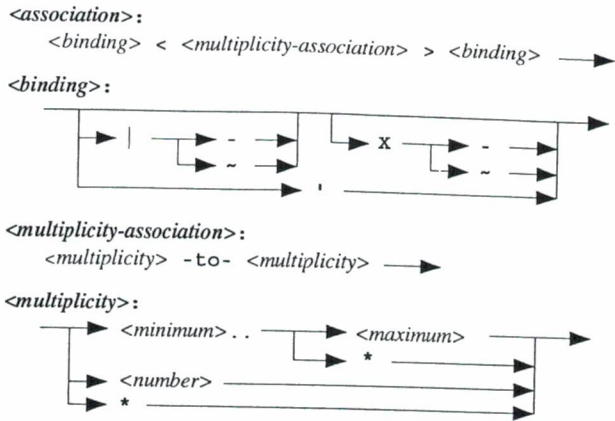 <association>:
<binding> < <multiplicity-association> > <binding>
<binding>:
| - X -
~ ~
'
<multiplicity-association>:
<multiplicity> -to- <multiplicity>
<multiplicity>:
<minimum> . . <maximum>
*
<number>
*